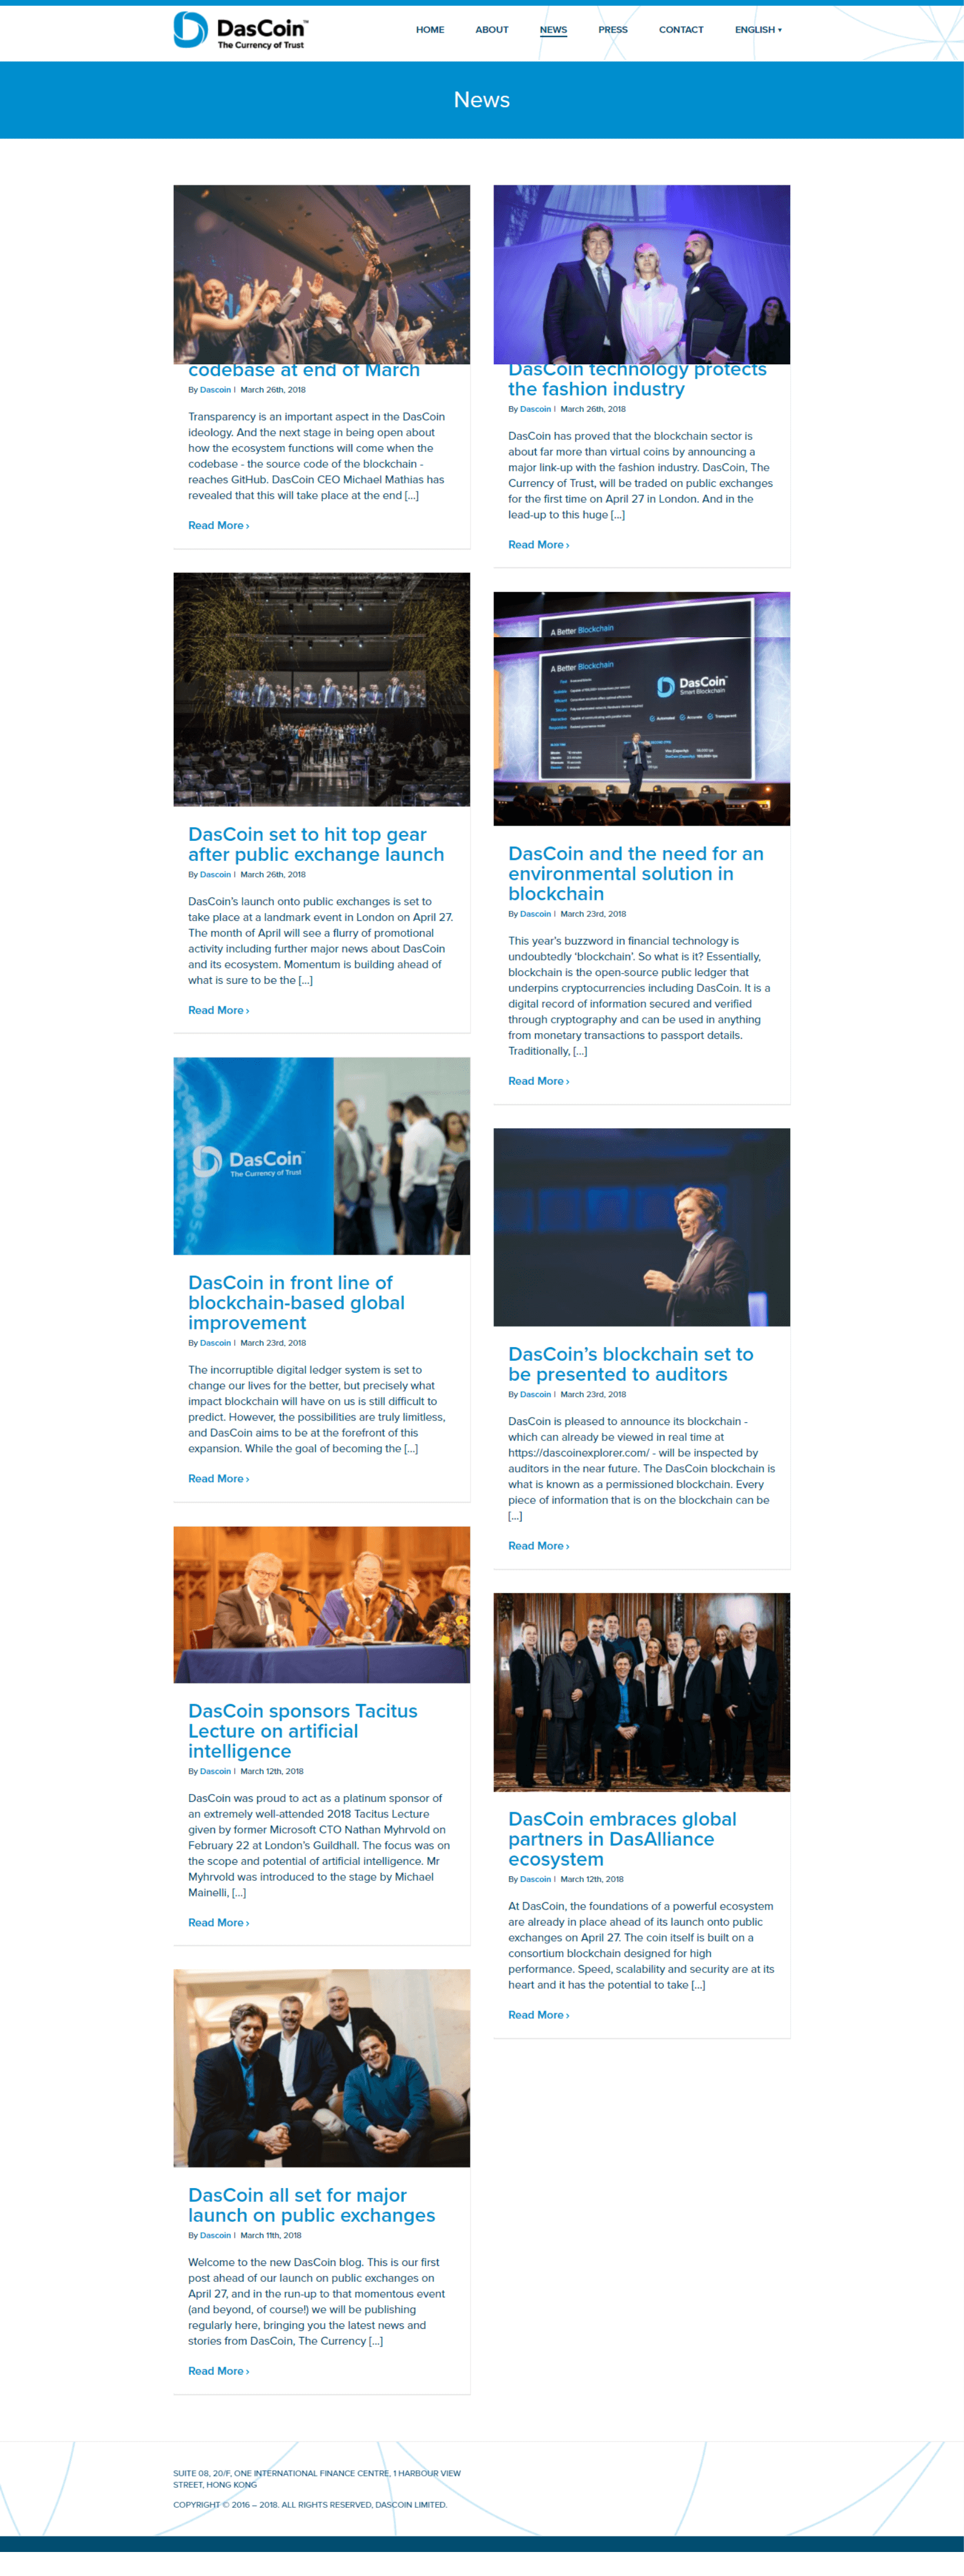 DasCoin™
The Currency of Trust
HOME ABOUT NEWS PRESS CONTACT ENGLISH ▾
News
codebase at end of March
By Dascoin | March 26th, 2018
Transparency is an important aspect in the DasCoin
ideology. And the next stage in being open about
how the ecosystem functions will come when the
codebase - the source code of the blockchain -
reaches GitHub. DasCoin CEO Michael Mathias has
revealed that this will take place at the end [...]
Read More ›
DasCoin technology protects
the fashion industry
By Dascoin | March 26th, 2018
DasCoin has proved that the blockchain sector is
about far more than virtual coins by announcing a
major link-up with the fashion industry. DasCoin, The
Currency of Trust, will be traded on public exchanges
for the first time on April 27 in London. And in the
lead-up to this huge [...]
Read More ›
DasCoin set to hit top gear
after public exchange launch
By Dascoin | March 26th, 2018
DasCoin's launch onto public exchanges is set to
take place at a landmark event in London on April 27.
The month of April will see a flurry of promotional
activity including further major news about DasCoin
and its ecosystem. Momentum is building ahead of
what is sure to be the [...]
Read More ›
A Better Blockchain
A Better Blockchain
DasCoin™
Smart Blockchain
DasCoin and the need for an
environmental solution in
blockchain
By Dascoin | March 23rd, 2018
This year's buzzword in financial technology is
undoubtedly 'blockchain'. So what is it? Essentially,
blockchain is the open-source public ledger that
underpins cryptocurrencies including DasCoin. It is a
digital record of information secured and verified
through cryptography and can be used in anything
from monetary transactions to passport details.
Traditionally, [...]
Read More ›
DasCoin™
The Currency of Trust
DasCoin in front line of
blockchain-based global
improvement
By Dascoin | March 23rd, 2018
The incorruptible digital ledger system is set to
change our lives for the better, but precisely what
impact blockchain will have on us is still difficult to
predict. However, the possibilities are truly limitless,
and DasCoin aims to be at the forefront of this
expansion. While the goal of becoming the [...]
Read More ›
DasCoin's blockchain set to
be presented to auditors
By Dascoin | March 23rd, 2018
DasCoin is pleased to announce its blockchain -
which can already be viewed in real time at
https://dascoinexplorer.com/ - will be inspected by
auditors in the near future. The DasCoin blockchain is
what is known as a permissioned blockchain. Every
piece of information that is on the blockchain can be
[...]
Read More ›
DasCoin sponsors Tacitus
Lecture on artificial
intelligence
By Dascoin | March 12th, 2018
DasCoin was proud to act as a platinum sponsor of
an extremely well-attended 2018 Tacitus Lecture
given by former Microsoft CTO Nathan Myhrvold on
February 22 at London's Guildhall. The focus was on
the scope and potential of artificial intelligence. Mr
Myhrvold was introduced to the stage by Michael
Mainelli, [...]
Read More ›
DasCoin embraces global
partners in DasAlliance
ecosystem
By Dascoin | March 12th, 2018
At DasCoin, the foundations of a powerful ecosystem
are already in place ahead of its launch onto public
exchanges on April 27. The coin itself is built on a
consortium blockchain designed for high
performance. Speed, scalability and security are at its
heart and it has the potential to take [...]
Read More ›
DasCoin all set for major
launch on public exchanges
By Dascoin | March 11th, 2018
Welcome to the new DasCoin blog. This is our first
post ahead of our launch on public exchanges on
April 27, and in the run-up to that momentous event
(and beyond, of course!) we will be publishing
regularly here, bringing you the latest news and
stories from DasCoin, The Currency [...]
Read More ›
SUITE 08, 20/F, ONE INTERNATIONAL FINANCE CENTRE, 1 HARBOUR VIEW
STREET, HONG KONG
COPYRIGHT © 2016 – 2018. ALL RIGHTS RESERVED, DASCOIN LIMITED.